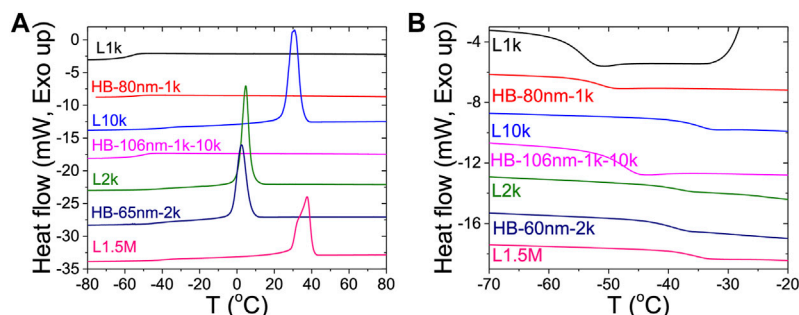 A
Heat flow (mW, Exo up)
0
-5
-10
-15
-20
-25
-30
-35
L1k
HB-80nm-1k
L10k
HB-106nm-1k-10k
L2k
HB-65nm-2k
L1.5M
-80 -60 -40 -20 0 20 40 60 80
T (°C)
B
Heat flow (mW, Exo up)
-4
-8
-12
-16
L1k
HB-80nm-1k
L10k
HB-106nm-1k-10k
L2k
HB-60nm-2k
L1.5M
-70 -60 -50 -40 -30 -20
T (°C)